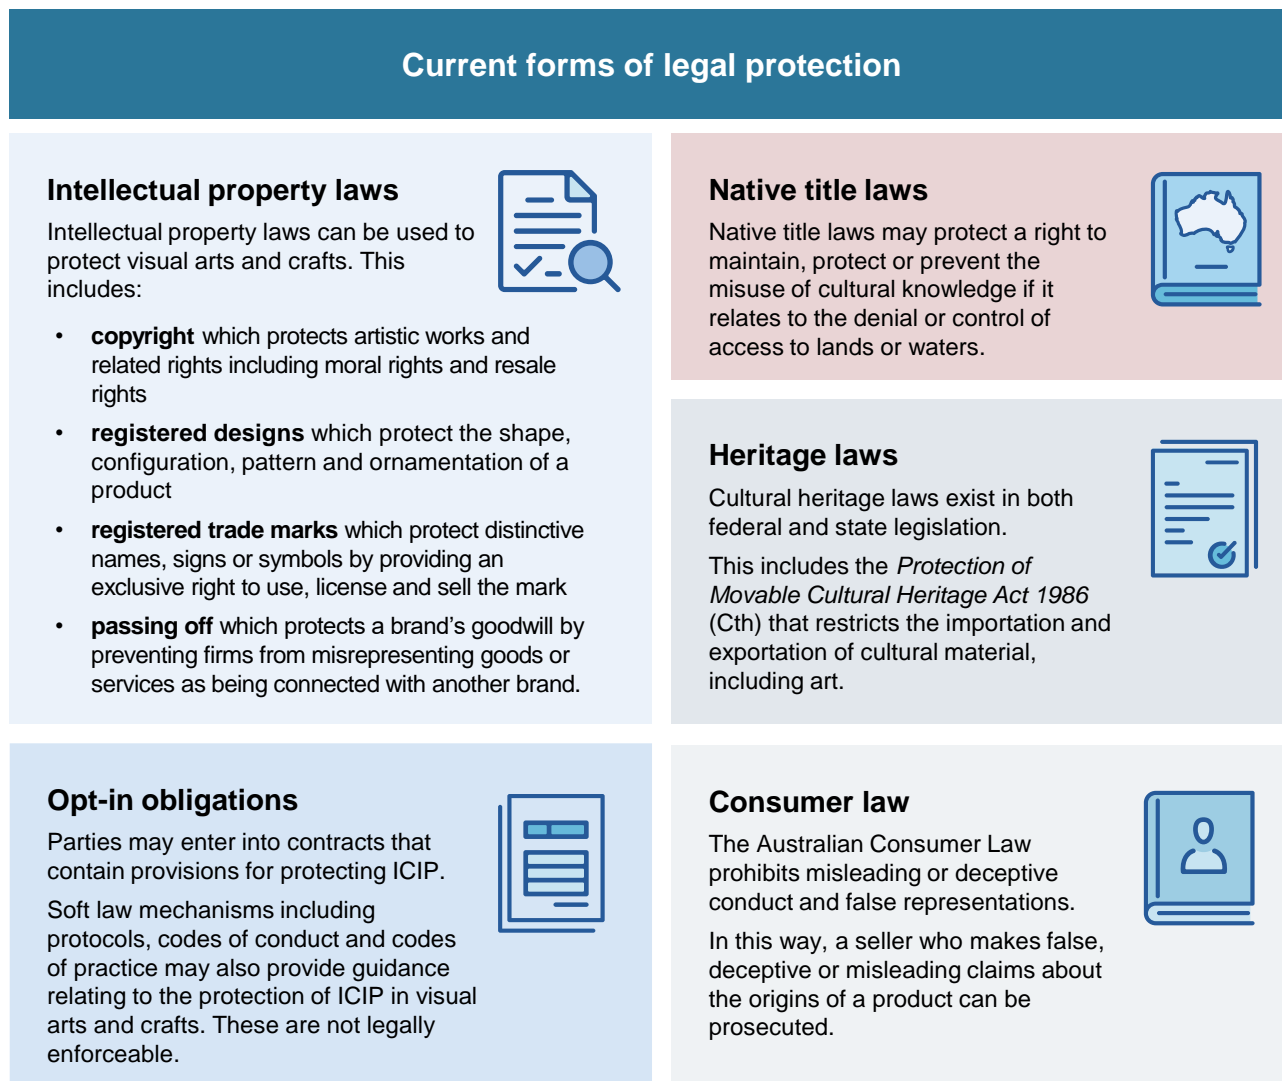 Current forms of legal protection
Intellectual property laws
Intellectual property laws can be used to
protect visual arts and crafts. This
includes:
• copyright which protects artistic works and
related rights including moral rights and resale
rights
• registered designs which protect the shape,
configuration, pattern and ornamentation of a
product
• registered trade marks which protect distinctive
names, signs or symbols by providing an
exclusive right to use, license and sell the mark
• passing off which protects a brand’s goodwill by
preventing firms from misrepresenting goods or
services as being connected with another brand.
Native title laws
Native title laws may protect a right to
maintain, protect or prevent the
misuse of cultural knowledge if it
relates to the denial or control of
access to lands or waters.
Heritage laws
Cultural heritage laws exist in both
federal and state legislation.
This includes the Protection of
Movable Cultural Heritage Act 1986
(Cth) that restricts the importation and
exportation of cultural material,
including art.
Opt-in obligations
Parties may enter into contracts that
contain provisions for protecting ICIP.
Soft law mechanisms including
protocols, codes of conduct and codes
of practice may also provide guidance
relating to the protection of ICIP in visual
arts and crafts. These are not legally
enforceable.
Consumer law
The Australian Consumer Law
prohibits misleading or deceptive
conduct and false representations.
In this way, a seller who makes false,
deceptive or misleading claims about
the origins of a product can be
prosecuted.